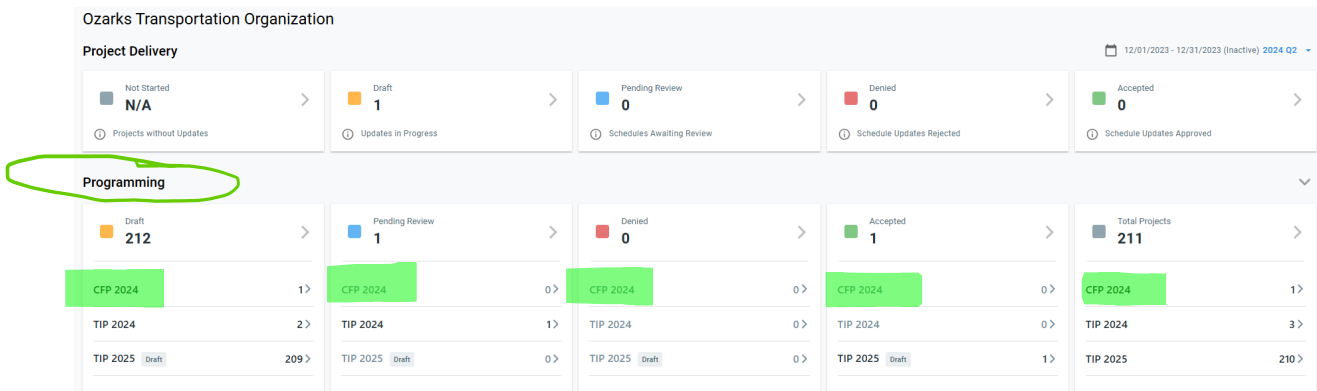 Ozarks Transportation Organization
Project Delivery
12/01/2023 - 12/31/2023 (Inactive) 2024 Q2
Not Started
N/A
Projects without Updates
Draft
1
Updates in Progress
Pending Review
0
Schedules Awaiting Review
Denied
0
Schedule Updates Rejected
Accepted
0
Schedule Updates Approved
Programming
Draft
212
CFP 2024 1
TIP 2024 2
TIP 2025 Draft 209
Pending Review
1
CFP 2024 0
TIP 2024 1
TIP 2025 Draft 0
Denied
0
CFP 2024 0
TIP 2024 0
TIP 2025 Draft 0
Accepted
1
CFP 2024 0
TIP 2024 0
TIP 2025 Draft 1
Total Projects
211
CFP 2024 1
TIP 2024 3
TIP 2025 210